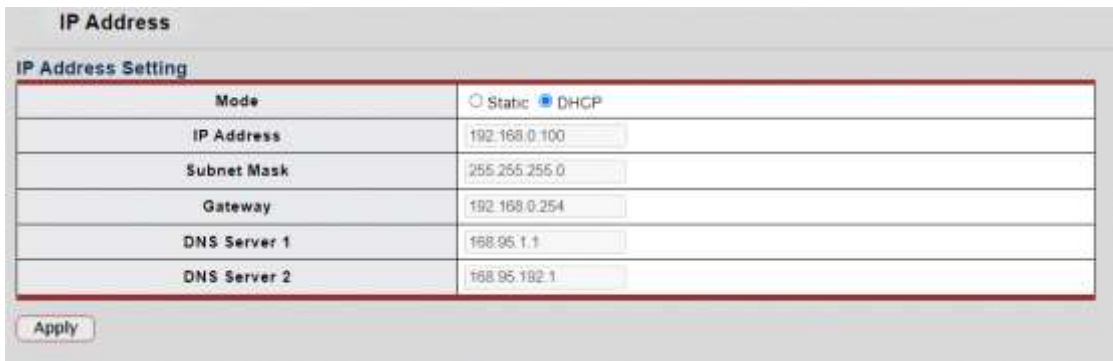 IP Address
IP Address Setting
Mode Static DHCP
IP Address 192.168.0.100
Subnet Mask 255.255.255.0
Gateway 192.168.0.254
DNS Server 1 168.95.1.1
DNS Server 2 168.95.192.1
Apply